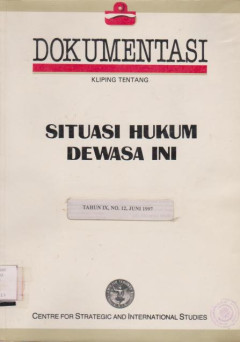 DOKUMENTASI
KLIPING TENTANG
SITUASI HUKUM
DEWASA INI
TAHUN IX, NO. 12, JUNI 1997
CENTRE FOR STRATEGIC AND INTERNATIONAL STUDIES